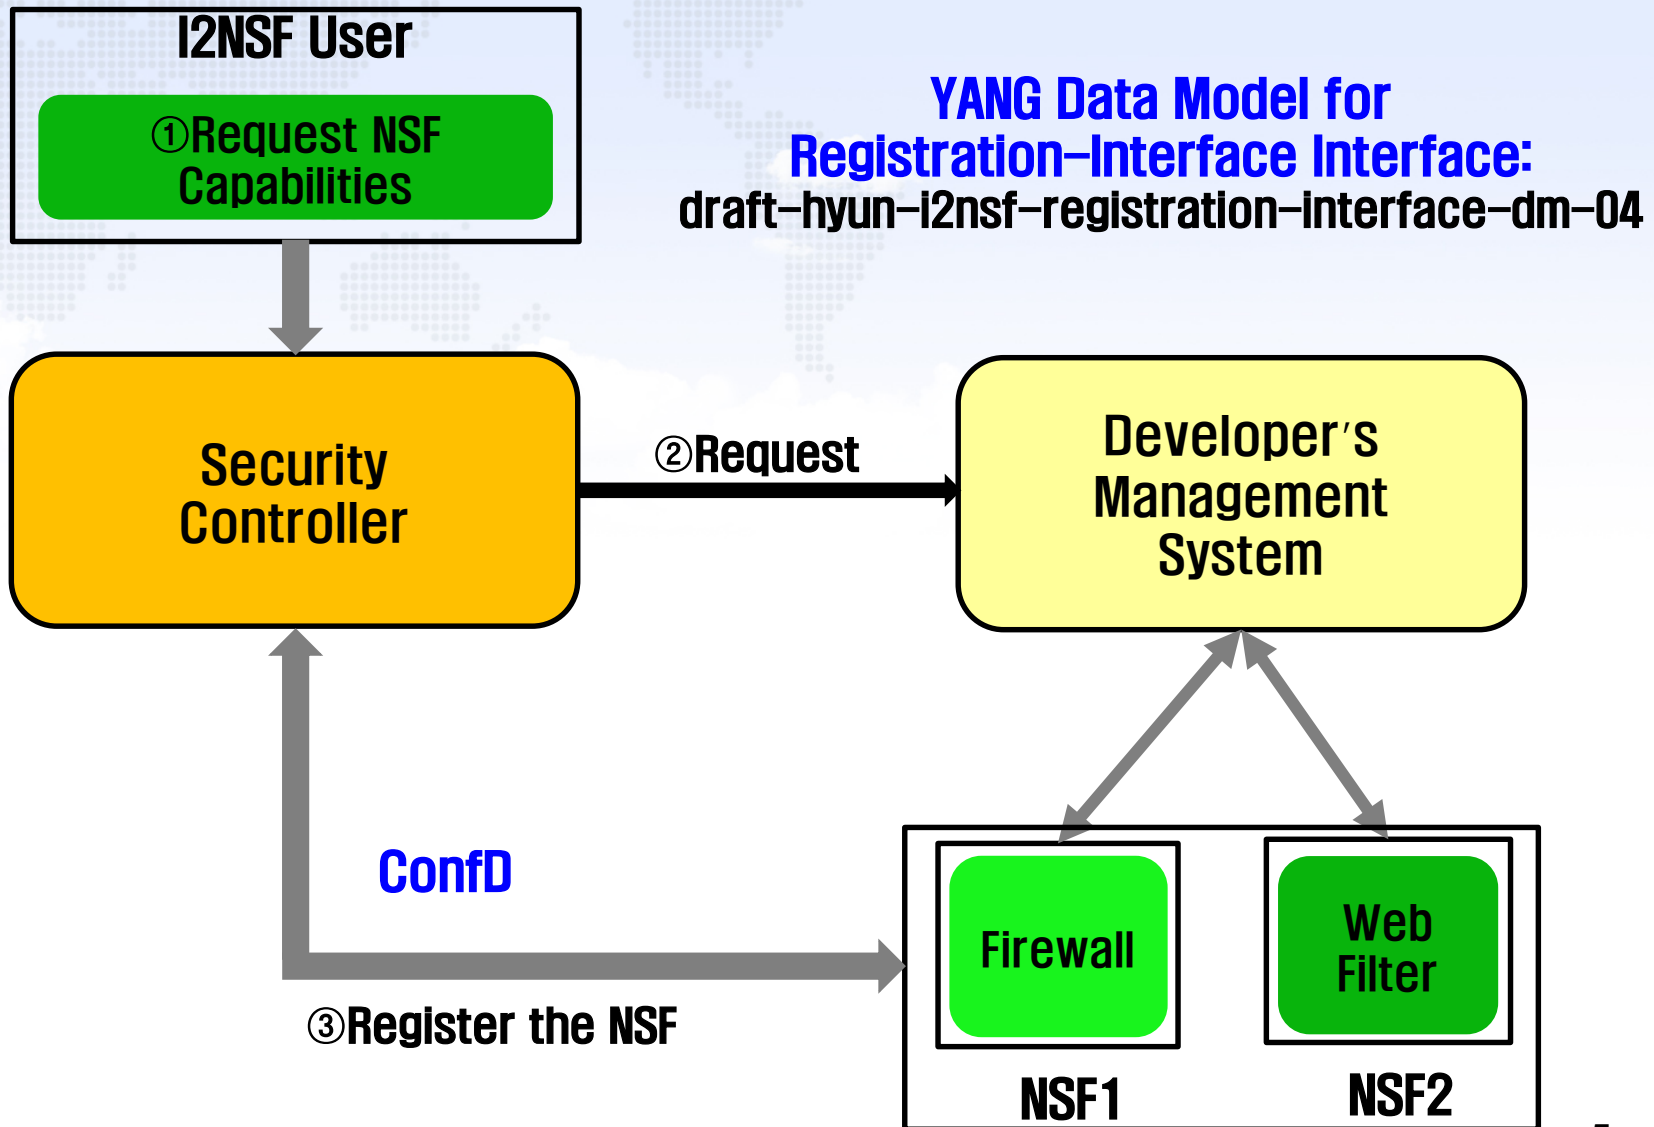 I2NSF User
①Request NSF
Capabilities
YANG Data Model for
Registration-Interface Interface:
draft-hyun-i2nsf-registration-interface-dm-04
Security
Controller
②Request
Developer's
Management
System
ConfD
③Register the NSF
Firewall
Web
Filter
NSF1
NSF2